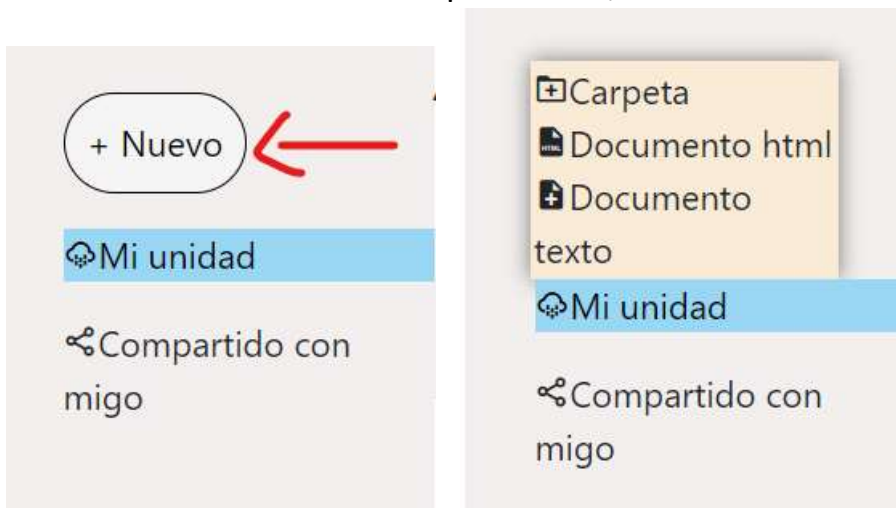 + Nuevo
Mi unidad
Compartido con
migo
Carpeta
Documento html
Documento
texto
Mi unidad
Compartido con
migo